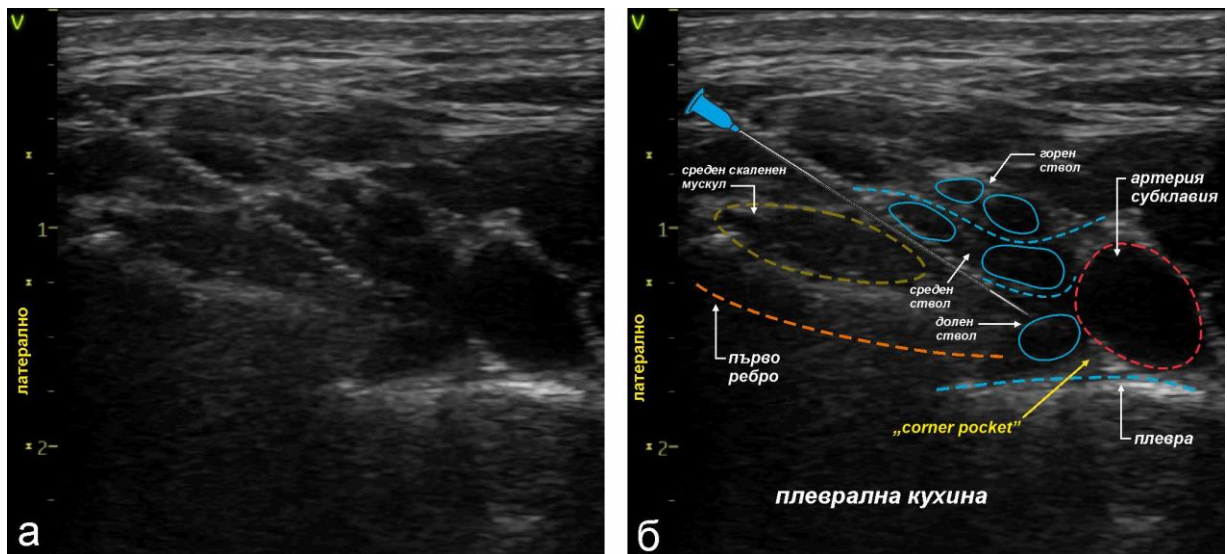 V
1
2
латерално
а
V
1
2
латерално
среден скаленен
мускул
горен
ствол
артерия
субклавия
среден
ствол
долен
ствол
първо
ребро
„corner pocket”
плевра
плеврална кухина
б